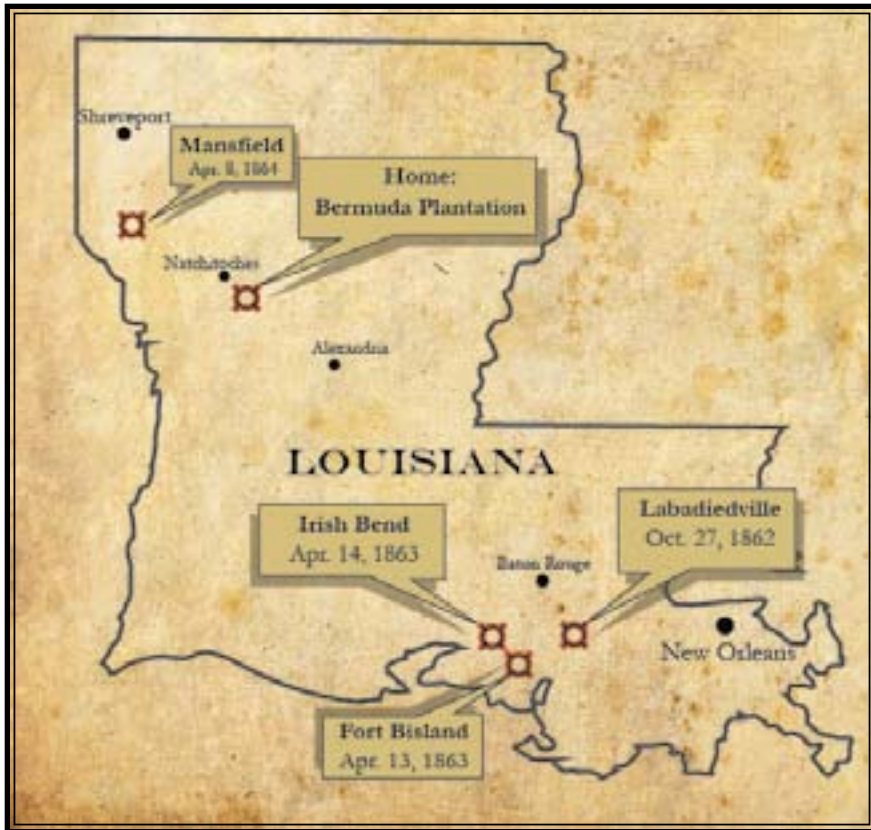 Shreveport
Mansfield
Apr. 8, 1864
Home:
Bermuda Plantation
Natchitoches
Alexandria
LOUISIANA
Irish Bend
Apr. 14, 1863
Labadiedville
Oct. 27, 1862
Baton Rouge
New Orleans
Fort Bisland
Apr. 13, 1863